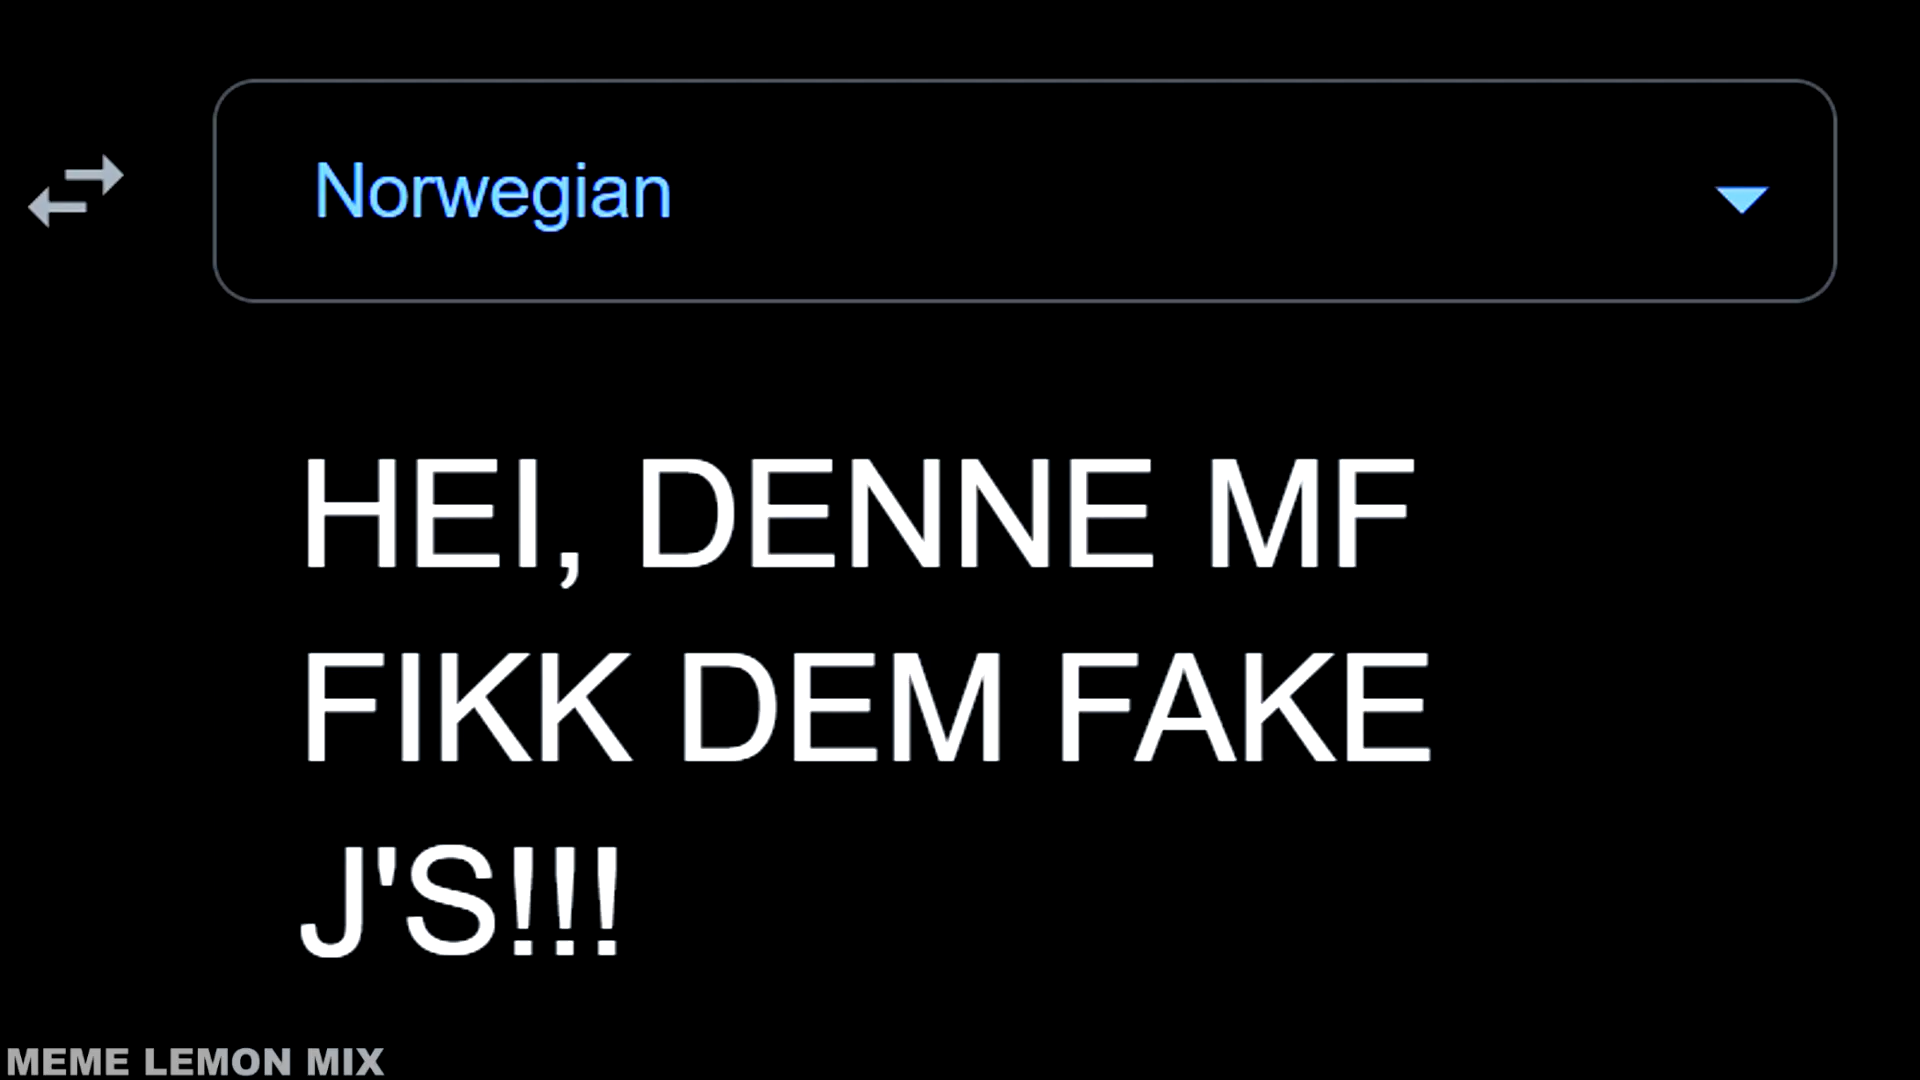 Norwegian
HEI, DENNE MF
FIKK DEM FAKE
J'S!!!
MEME LEMON MIX